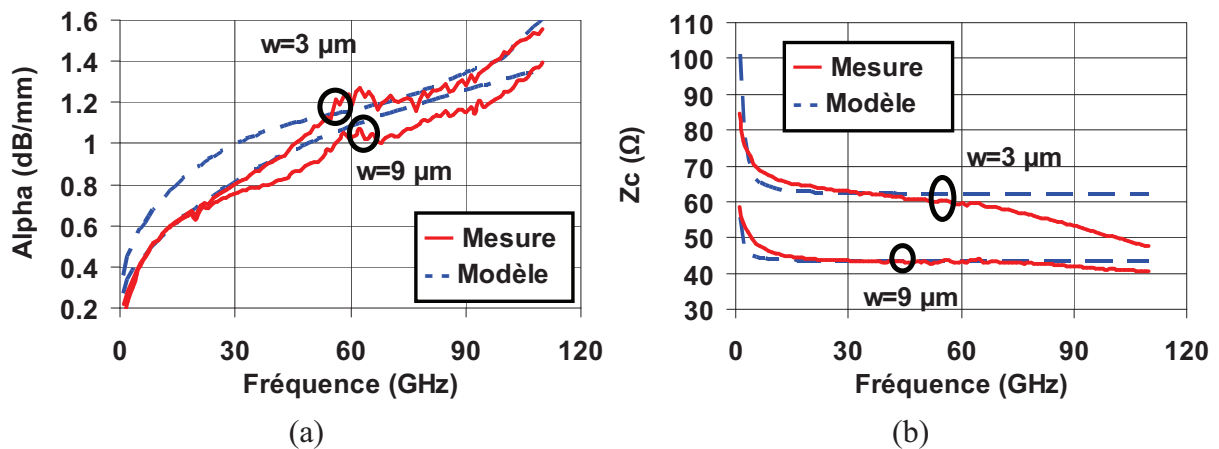 1.6
1.4
1.2
1
0.8
0.6
0.4
0.2
Alpha (dB/mm)
w=3 µm
w=9 µm
Mesure
Modèle
0 30 60 90 120
Fréquence (GHz)
(a)
110
100
90
80
70
60
50
40
30
Zc (Ω)
Mesure
Modèle
w=3 µm
w=9 µm
0 30 60 90 120
Fréquence (GHz)
(b)